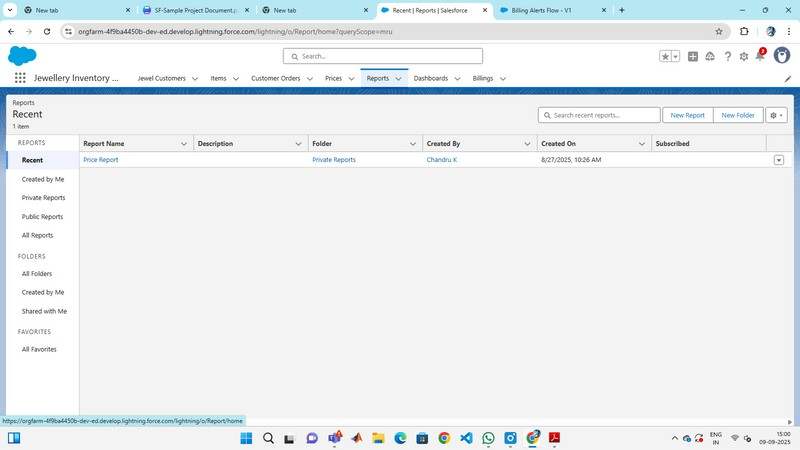 New tab
SF-Sample Project Document.p
New tab
Recent | Reports | Salesforce
Billing Alerts Flow - V1
orgfarm-4f9ba4450b-dev-ed.develop.lightning.force.com/lightning/o/Report/home?queryScope=mru
Search...
2
Jewellery Inventory ...
Jewel Customers
Items
Customer Orders
Prices
Reports
Dashboards
Billings
Reports
Recent
1 item
Search recent reports...
New Report
New Folder
REPORTS
Recent
Created by Me
Private Reports
Public Reports
All Reports
FOLDERS
All Folders
Created by Me
Shared with Me
FAVORITES
All Favorites
Report Name Description Folder Created By Created On Subscribed
Price Report Private Reports Chandru K 8/27/2025, 10:26 AM
https://orgfarm-4f9ba4450b-dev-ed.develop.lightning.force.com/lightning/o/Report/home
ENG
IN
15:00
09-09-2025